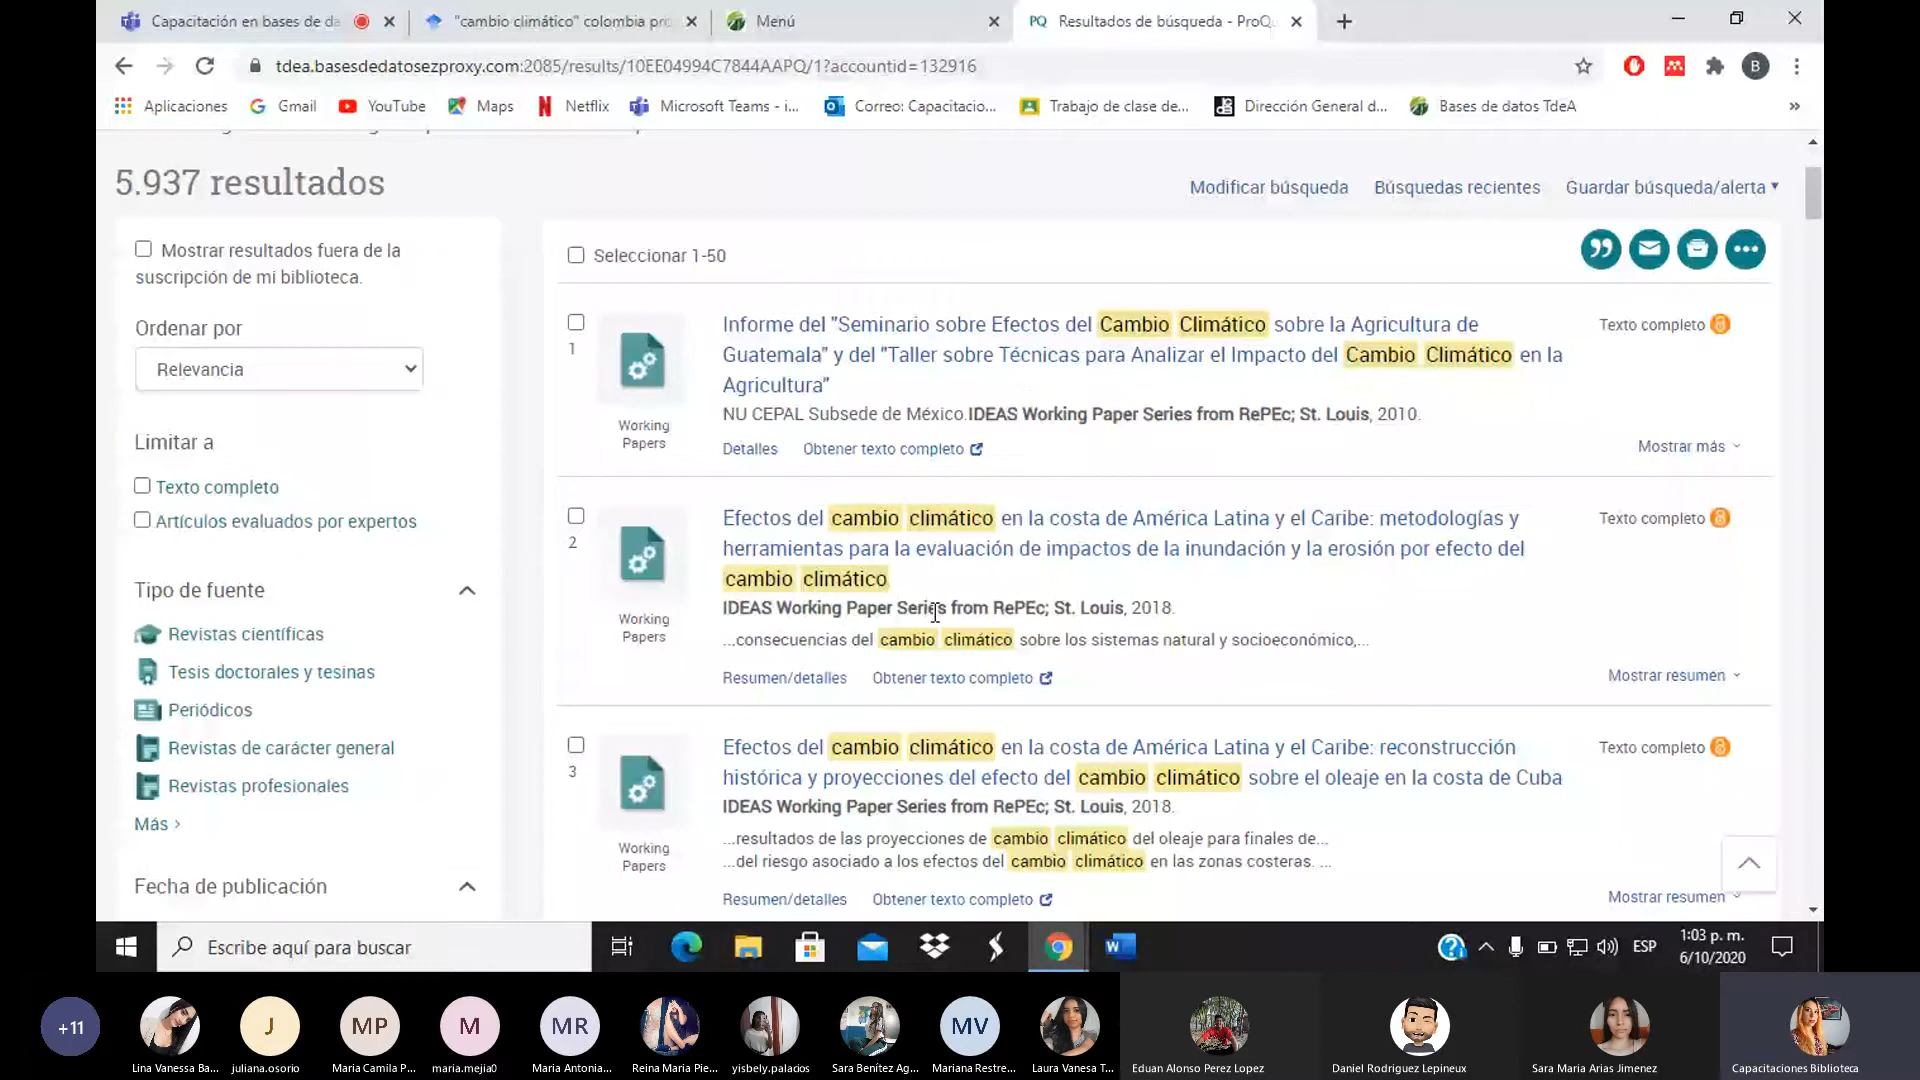 Capacitación en bases de da
"cambio climático" colombia pro
Menú
PQ Resultados de búsqueda - ProQu
tdea.basesdedatosezproxy.com:2085/results/10EE04994C7844AAPQ/1?accountid=132916
B
Aplicaciones
Gmail
YouTube
Maps
Netflix
Microsoft Teams - i...
Correo: Capacitacio...
Trabajo de clase de...
Dirección General d...
Bases de datos TdeA
»
5.937 resultados
Modificar búsqueda
Búsquedas recientes
Guardar búsqueda/alerta
Mostrar resultados fuera de la
suscripción de mi biblioteca.
Ordenar por
Relevancia
Limitar a
Texto completo
Artículos evaluados por expertos
Tipo de fuente
Revistas científicas
Tesis doctorales y tesinas
Periódicos
Revistas de carácter general
Revistas profesionales
Más >
Fecha de publicación
Seleccionar 1-50
1
Working
Papers
Informe del "Seminario sobre Efectos del Cambio Climático sobre la Agricultura de
Guatemala" y del "Taller sobre Técnicas para Analizar el Impacto del Cambio Climático en la
Agricultura"
NU CEPAL Subsede de México.IDEAS Working Paper Series from RePEc; St. Louis, 2010.
Detalles
Obtener texto completo
Texto completo
Mostrar más
2
Working
Papers
Efectos del cambio climático en la costa de América Latina y el Caribe: metodologías y
herramientas para la evaluación de impactos de la inundación y la erosión por efecto del
cambio climático
IDEAS Working Paper Series from RePEc; St. Louis, 2018.
...consecuencias del cambio climático sobre los sistemas natural y socioeconómico,...
Resumen/detalles
Obtener texto completo
Texto completo
Mostrar resumen
3
Working
Papers
Efectos del cambio climático en la costa de América Latina y el Caribe: reconstrucción
histórica y proyecciones del efecto del cambio climático sobre el oleaje en la costa de Cuba
IDEAS Working Paper Series from RePEc; St. Louis, 2018.
...resultados de las proyecciones de cambio climático del oleaje para finales de...
...del riesgo asociado a los efectos del cambio climático en las zonas costeras. ...
Resumen/detalles
Obtener texto completo
Texto completo
Mostrar resumen
Escribe aquí para buscar
ESP
1:03 p. m.
6/10/2020
+11
J
MP
M
MR
MV
Lina Vanessa Ba...
juliana.osorio
Maria Camila P...
maria.mejia0
Maria Antonia...
Reina Maria Pie...
yisbely.palacios
Sara Benítez Ag...
Mariana Restre...
Laura Vanesa T...
Eduan Alonso Perez Lopez
Daniel Rodriguez Lepineux
Sara Maria Arias Jimenez
Capacitaciones Biblioteca